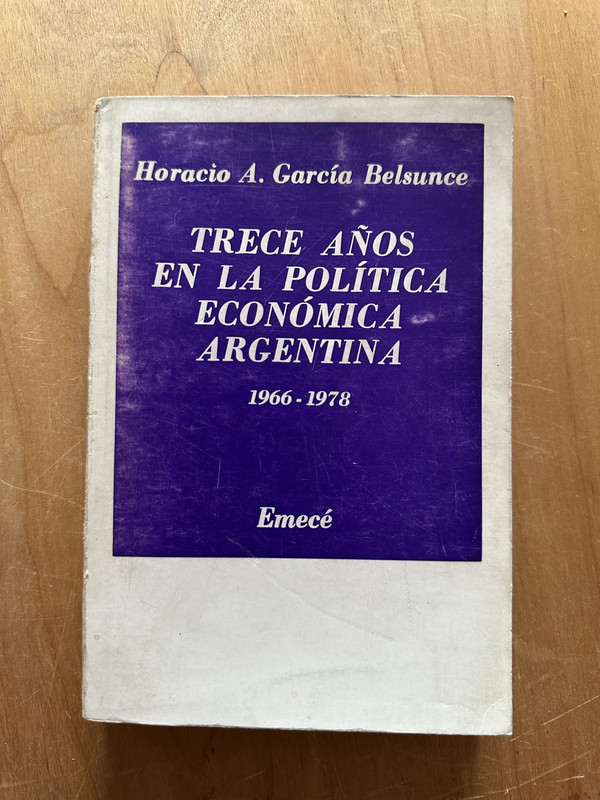 Horacio A. García Belsunce
TRECE AÑOS
EN LA POLÍTICA
ECONÓMICA
ARGENTINA
1966 - 1978
Emecé